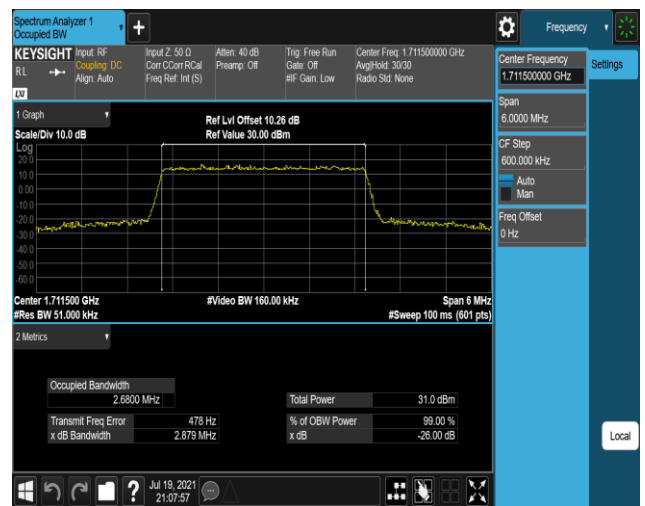 Spectrum Analyzer 1
Occupied BW
+
Frequency
KEYSIGHT
Input: RF
Input Z: 50 Ω
Atten: 40 dB
Trig: Free Run
Center Freq: 1.711500000 GHz
R L
Coupling: DC
Corr CCorr RCal
Preamp: Off
Gate: Off
Avg|Hold: 30/30
Align: Auto
Freq Ref: Int (S)
#IF Gain: Low
Radio Std: None
LXI
Center Frequency
1.711500000 GHz
Settings
Span
6.0000 MHz
CF Step
600.000 kHz
Auto
Man
Freq Offset
0 Hz
1 Graph
Ref Lvl Offset 10.26 dB
Scale/Div 10.0 dB
Ref Value 30.00 dBm
Log
20.0
10.0
0.00
-10.0
-20.0
-30.0
-40.0
-50.0
-60.0
Center 1.711500 GHz
#Video BW 160.00 kHz
Span 6 MHz
#Res BW 51.000 kHz
#Sweep 100 ms (601 pts)
2 Metrics
Occupied Bandwidth
2.6800 MHz
Total Power
31.0 dBm
Transmit Freq Error
478 Hz
% of OBW Power
99.00 %
x dB Bandwidth
2.879 MHz
x dB
-26.00 dB
Local
?
Jul 19, 2021
21:07:57